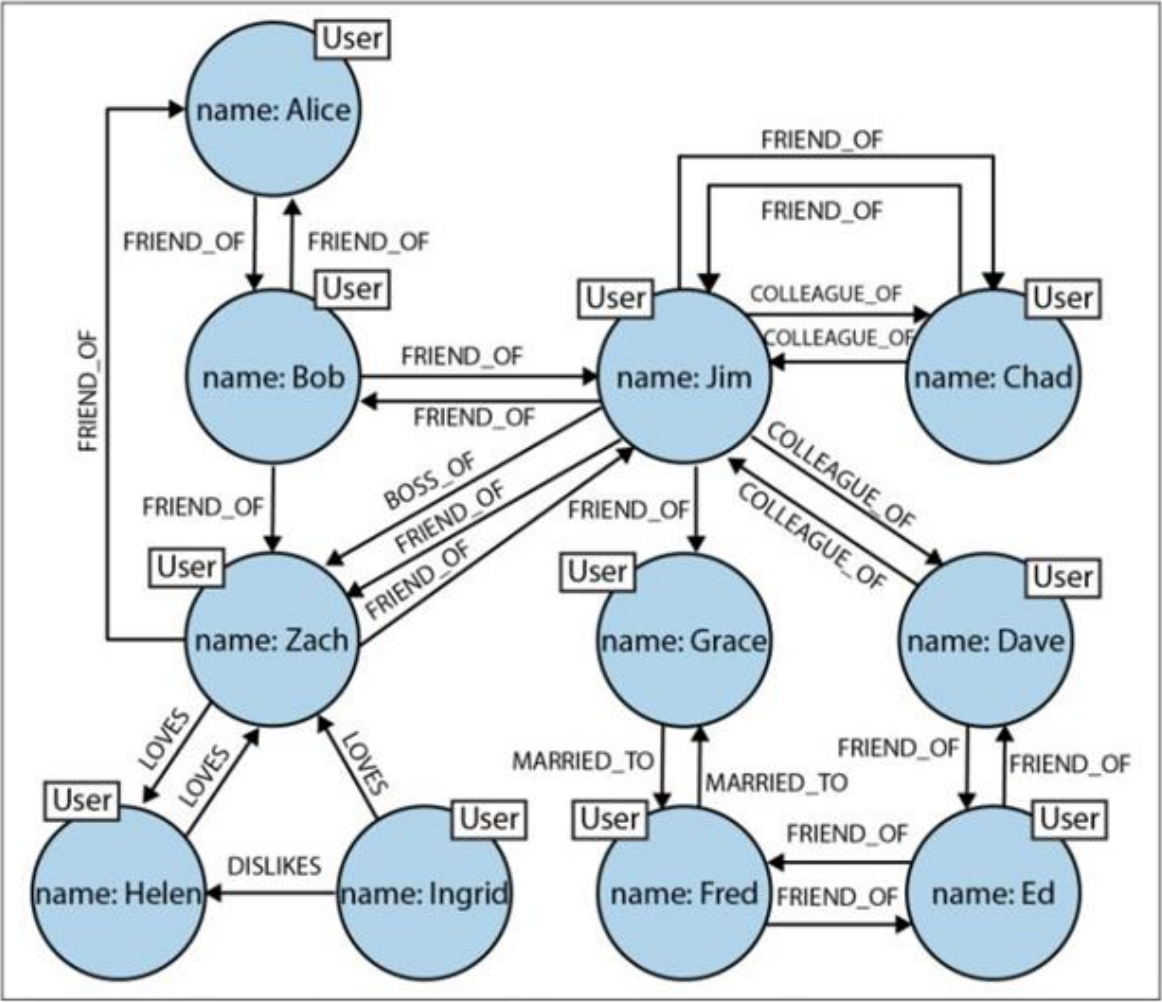 User
name: Alice
FRIEND_OF
FRIEND_OF
FRIEND_OF
FRIEND_OF
FRIEND_OF
User
name: Bob
FRIEND_OF
FRIEND_OF
User
name: Jim
COLLEAGUE_OF
COLLEAGUE_OF
User
name: Chad
FRIEND_OF
BOSS_OF
FRIEND_OF
FRIEND_OF
FRIEND_OF
COLLEAGUE_OF
COLLEAGUE_OF
User
name: Zach
User
name: Grace
User
name: Dave
LOVES
LOVES
LOVES
MARRIED_TO
MARRIED_TO
FRIEND_OF
FRIEND_OF
User
name: Helen
DISLIKES
User
name: Ingrid
User
name: Fred
FRIEND_OF
FRIEND_OF
User
name: Ed